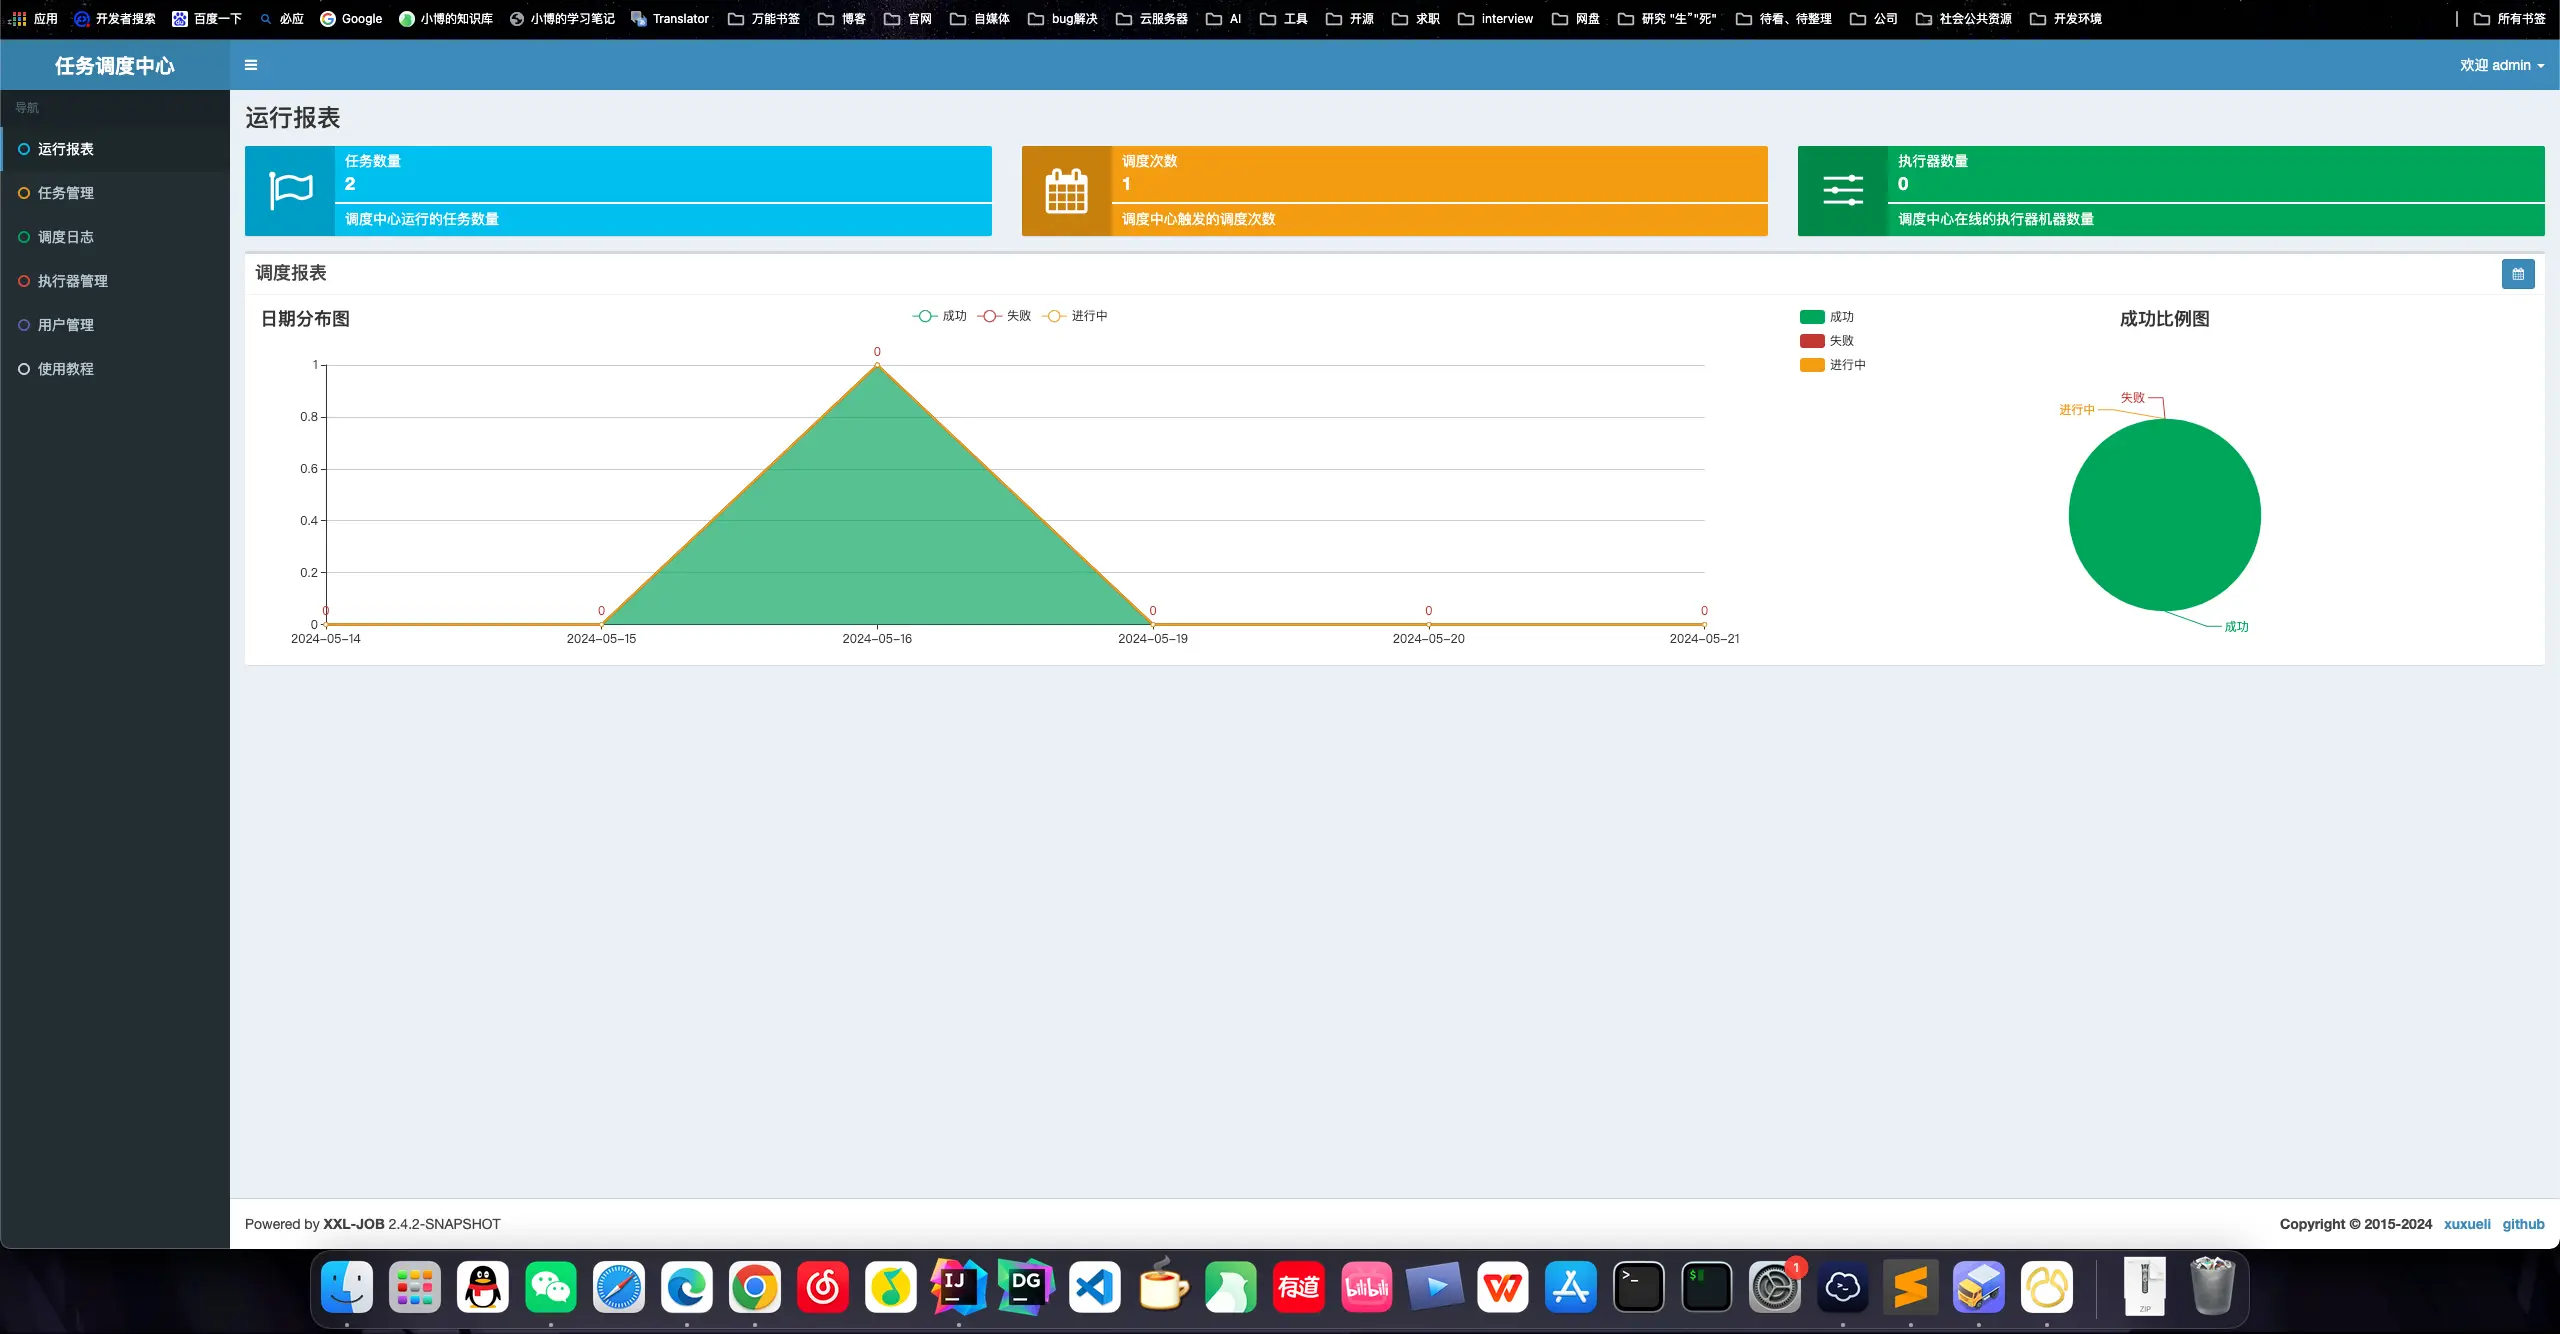 应用 开发者搜索 百度一下 必应 Google 小博的知识库 小博的学习笔记 Translator 万能书签 博客 官网 自媒体 bug解决 云服务器 AI 工具 开源 求职 interview 网盘 研究 "生""死" 待看、待整理 公司 社会公共资源 开发环境 所有书签
任务调度中心 欢迎 admin
导航
运行报表
任务管理
调度日志
执行器管理
用户管理
使用教程
运行报表
任务数量
2
调度中心运行的任务数量
调度次数
1
调度中心触发的调度次数
执行器数量
0
调度中心在线的执行器机器数量
调度报表
日期分布图
成功 失败 进行中
0
1
0.8
0.6
0.4
0.2
0
0 0 0 0 0
2024-05-14 2024-05-15 2024-05-16 2024-05-19 2024-05-20 2024-05-21
成功
失败
进行中
成功比例图
失败
进行中
成功
Powered by XXL-JOB 2.4.2-SNAPSHOT
Copyright © 2015-2024 xuxueli github
IJ DG 有道 bilibili >_ $ 1 ZIP